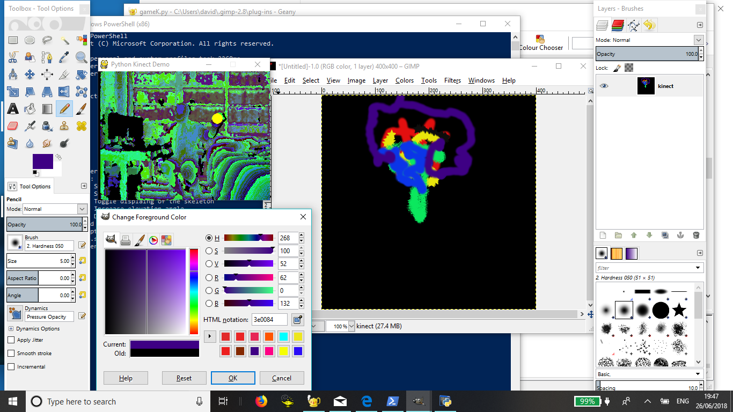 Toolbox - Tool Options
gameK.py - C:\Users\david\.gimp-2.8\plug-ins - Geany
Layers - Brushes
ows PowerShell (x86)
PowerShell
t (C) Microsoft Corporation. All rights reserved.
Python Kinect Demo
*[Untitled]-1.0 (RGB color, 1 layer) 400x400 – GIMP
Edit Select View Image Layer Colors Tools Filters Windows Help
Colour Chooser
Mode: Normal
Opacity 100.0
Lock:
kinect
100
200
300
400
Tool Options
Pencil
Mode: Normal
Opacity 100.0
Brush
2. Hardness 050
Size 5.00
Aspect Ratio 0.00
Angle 0.00
Dynamics
Pressure Opacity
Dynamics Options
Apply Jitter
Smooth stroke
Incremental
Toggle displaying of the skeleton
Change Foreground Color
H 268
S 100
V 52
R 62
G 0
B 132
HTML notation: 3e0084
Current:
Old:
Help Reset OK Cancel
100 % kinect (27.4 MB)
filter
2. Hardness 050 (51 × 51)
Basic,
Spacing 10.0
Type here to search
99%
ENG
19:47
26/06/2018